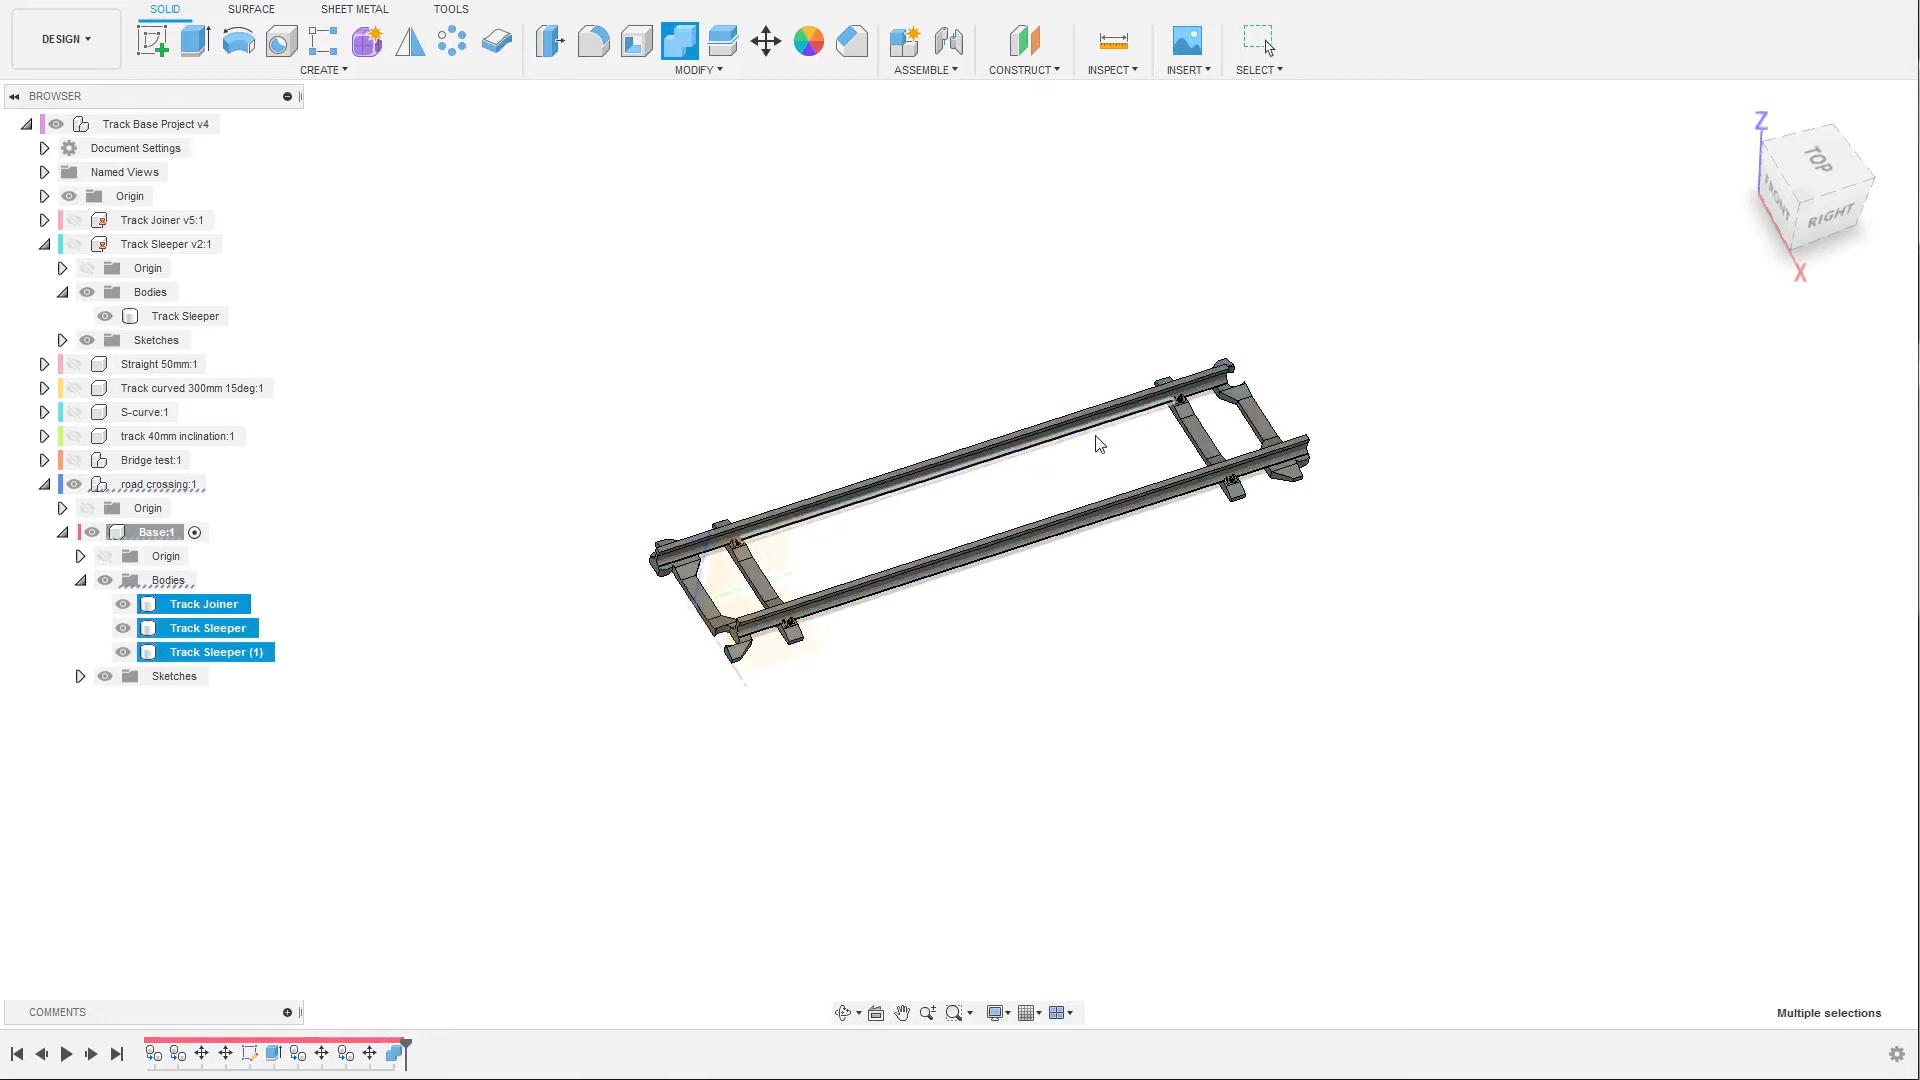 SOLID SURFACE SHEET METAL TOOLS
DESIGN
CREATE MODIFY ASSEMBLE CONSTRUCT INSPECT INSERT SELECT
BROWSER
Track Base Project v4
Document Settings
Named Views
Origin
Track Joiner v5:1
Track Sleeper v2:1
Origin
Bodies
Track Sleeper
Sketches
Straight 50mm:1
Track curved 300mm 15deg:1
S-curve:1
track 40mm inclination:1
Bridge test:1
road crossing:1
Origin
Base:1
Origin
Bodies
Track Joiner
Track Sleeper
Track Sleeper (1)
Sketches
Z
TOP
FRONT
RIGHT
X
COMMENTS
Multiple selections